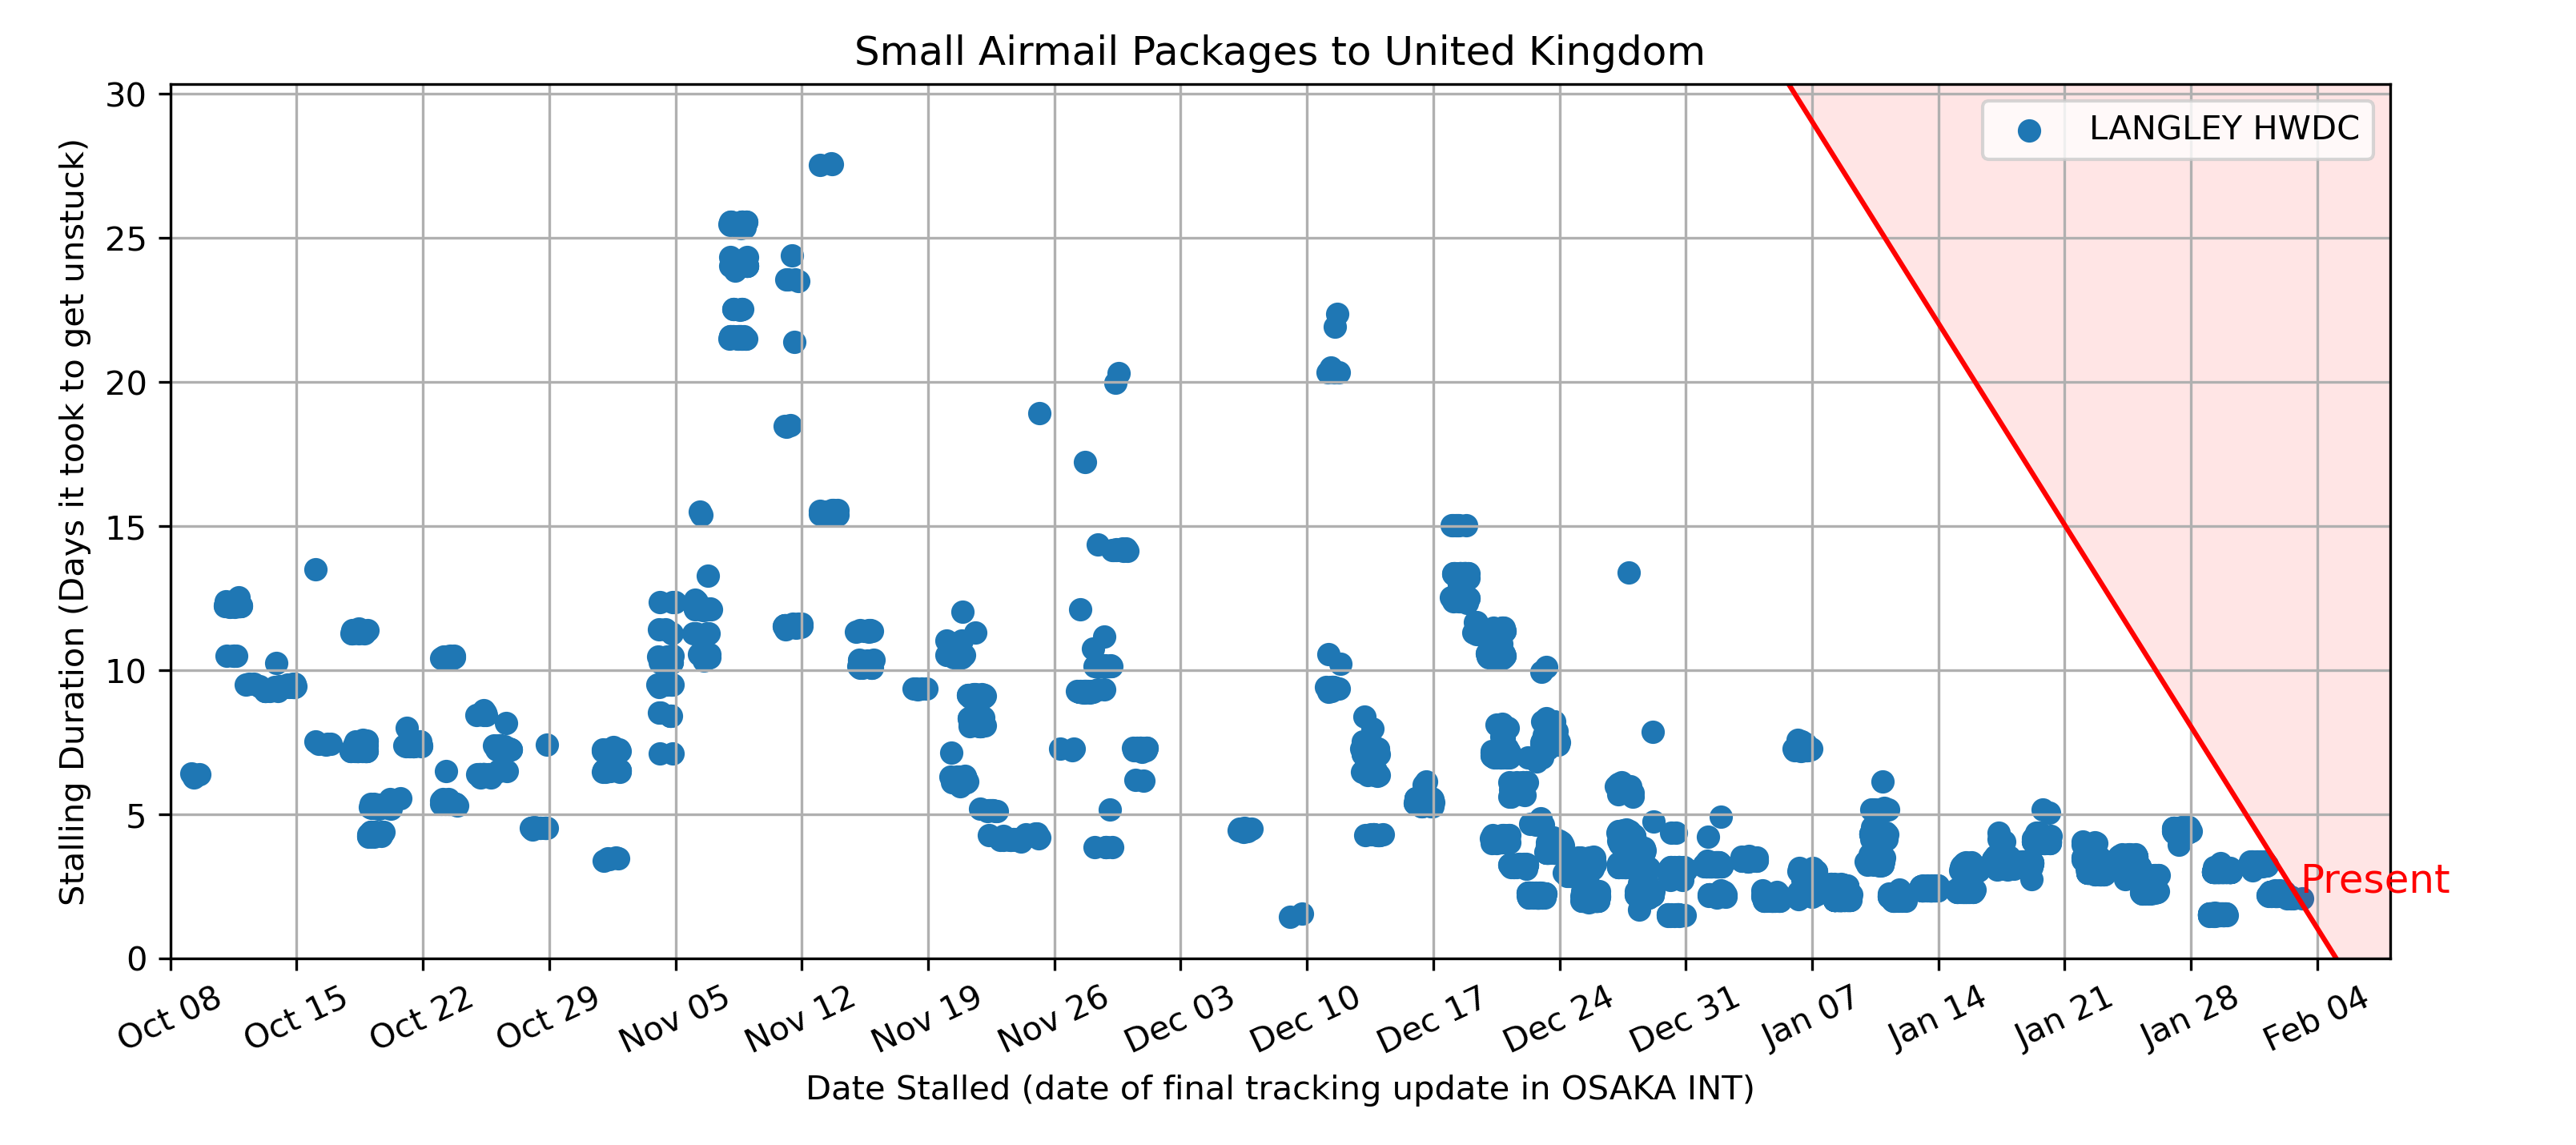 Small Airmail Packages to United Kingdom
LANGLEY HWDC
Stalling Duration (Days it took to get unstuck)
30
25
20
15
10
5
0
Present
Oct 08
Oct 15
Oct 22
Oct 29
Nov 05
Nov 12
Nov 19
Nov 26
Dec 03
Dec 10
Dec 17
Dec 24
Dec 31
Jan 07
Jan 14
Jan 21
Jan 28
Feb 04
Date Stalled (date of final tracking update in OSAKA INT)